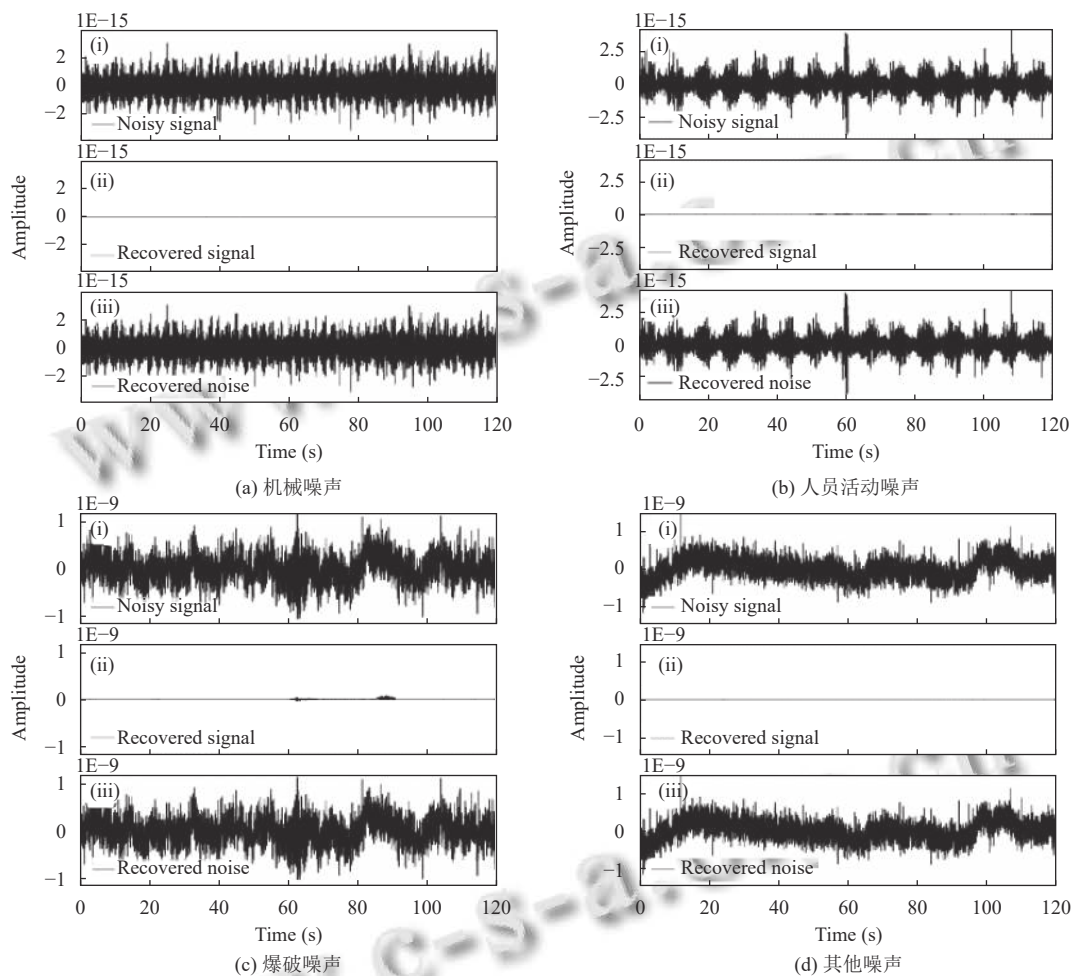 1E−15
(i)
2
0
−2
Noisy signal
1E−15
(ii)
2
0
−2
Recovered signal
1E−15
(iii)
2
0
−2
Recovered noise
Amplitude
0 20 40 60 80 100 120
Time (s)
(a) 机械噪声
1E−15
(i)
2.5
0
−2.5
Noisy signal
1E−15
(ii)
2.5
0
−2.5
Recovered signal
1E−15
(iii)
2.5
0
−2.5
Recovered noise
Amplitude
0 20 40 60 80 100 120
Time (s)
(b) 人员活动噪声
1E−9
(i)
1
0
−1
Noisy signal
1E−9
(ii)
1
0
−1
Recovered signal
1E−9
(iii)
1
0
−1
Recovered noise
Amplitude
0 20 40 60 80 100 120
Time (s)
(c) 爆破噪声
1E−9
(i)
1
0
−1
Noisy signal
1E−9
(ii)
1
0
−1
Recovered signal
1E−9
(iii)
1
0
−1
Recovered noise
Amplitude
0 20 40 60 80 100 120
Time (s)
(d) 其他噪声